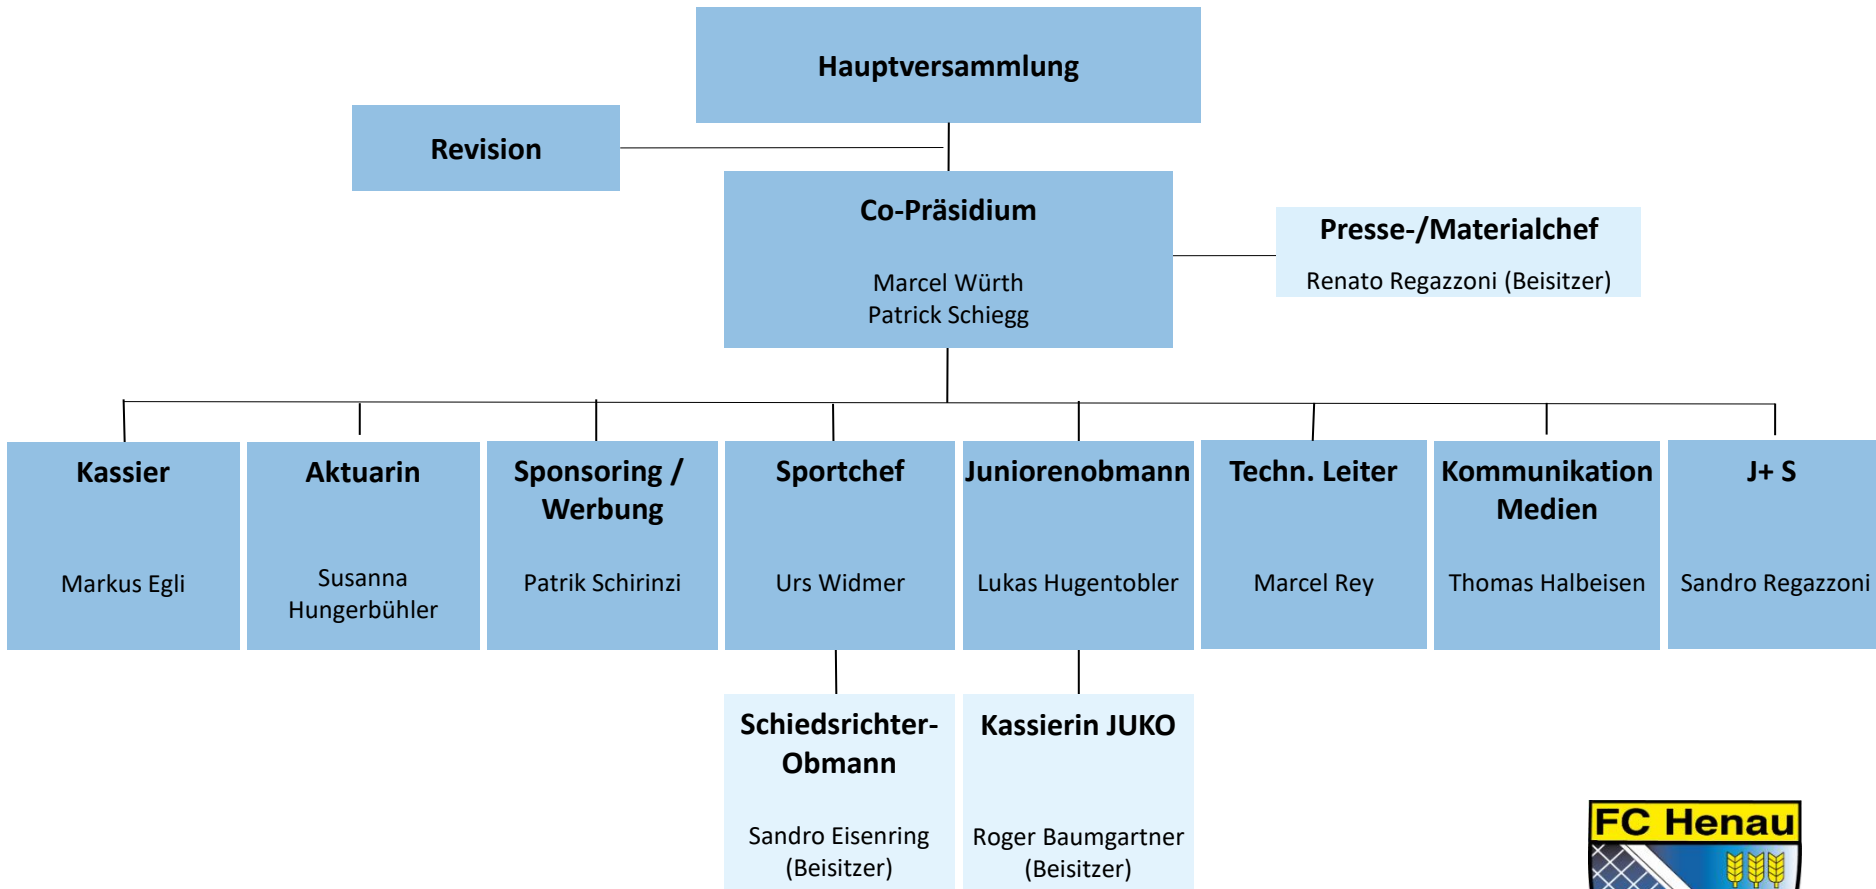 Hauptversammlung
Revision
Co-Präsidium
Marcel Würth
Patrick Schiegg
Presse-/Materialchef
Renato Regazzoni (Beisitzer)
Kassier
Markus Egli
Aktuarin
Susanna
Hungerbühler
Sponsoring /
Werbung
Patrik Schirinzi
Sportchef
Urs Widmer
Juniorenobmann
Lukas Hugentobler
Techn. Leiter
Marcel Rey
Kommunikation
Medien
Thomas Halbeisen
J+ S
Sandro Regazzoni
Schiedsrichter-
Obmann
Sandro Eisenring
(Beisitzer)
Kassierin JUKO
Roger Baumgartner
(Beisitzer)
FC Henau